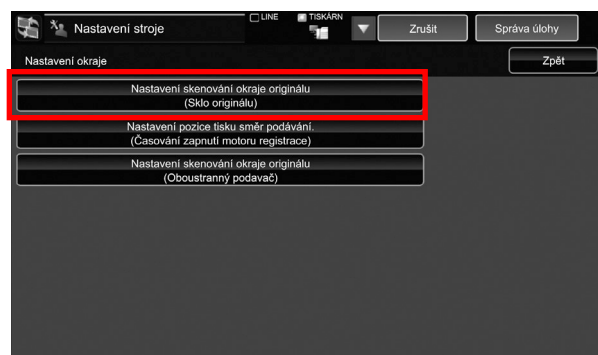 Nastavení stroje
LINE
TISKÁRN
Zrušit
Správa úlohy
Nastavení okraje
Zpět
Nastavení skenování okraje originálu
(Sklo originálu)
Nastavení pozice tisku směr podávání.
(Časování zapnutí motoru registrace)
Nastavení skenování okraje originálu
(Oboustranný podavač)